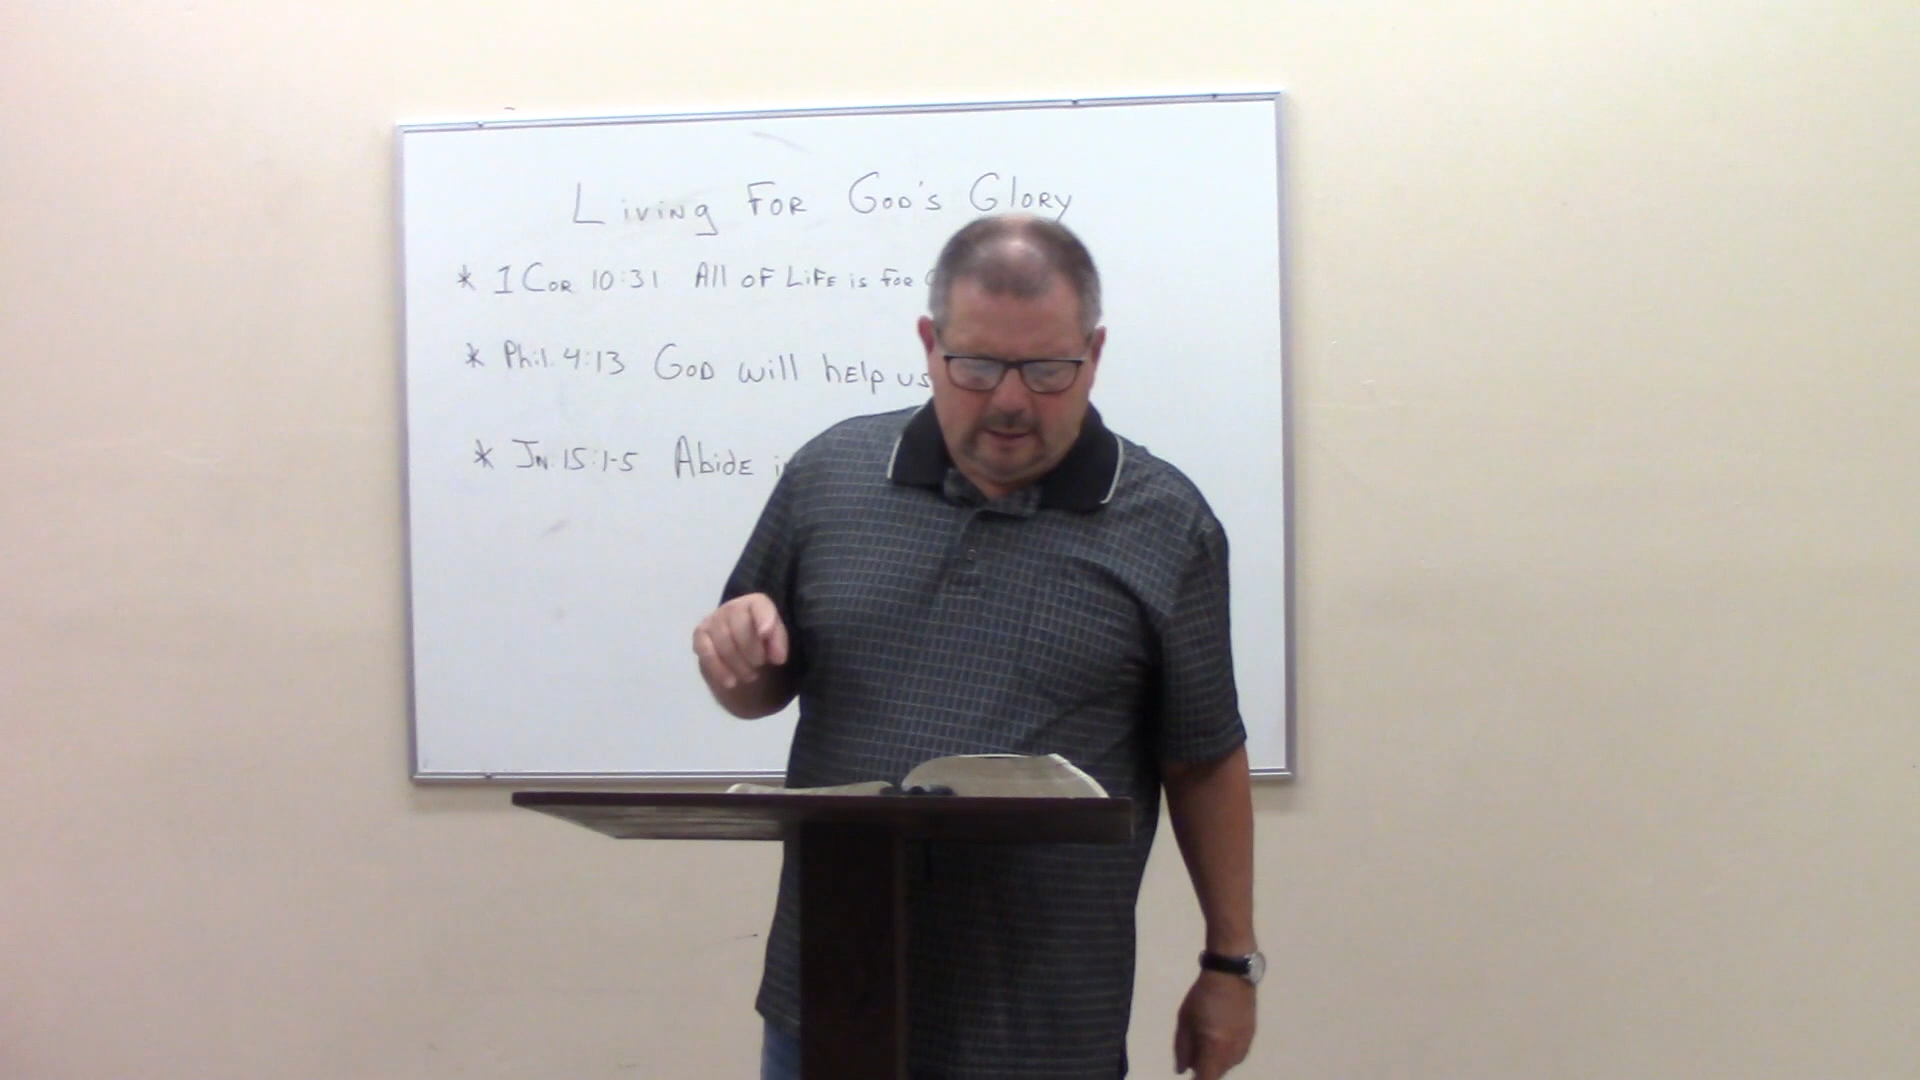 Living For God's Glory
* I Cor 10:31 All of Life is for
* Phil. 4:13 God will help us
* Jn. 15:1-5 Abide